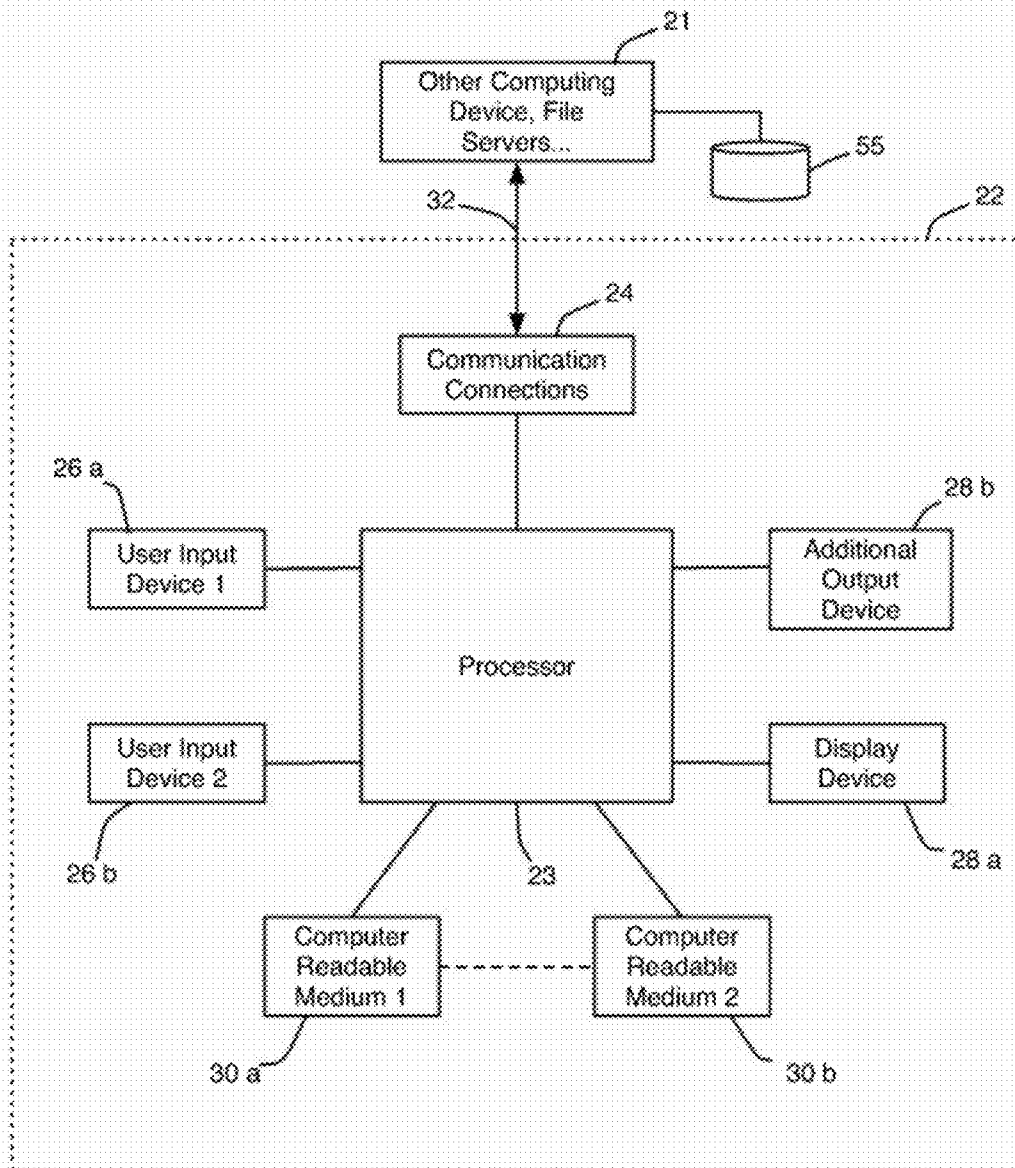 21
Other Computing
Device, File
Servers...
55
32
22
24
Communication
Connections
26 a
28 b
User Input
Device 1
Additional
Output
Device
Processor
User Input
Device 2
Display
Device
26 b
23
28 a
Computer
Readable
Medium 1
Computer
Readable
Medium 2
30 a
30 b